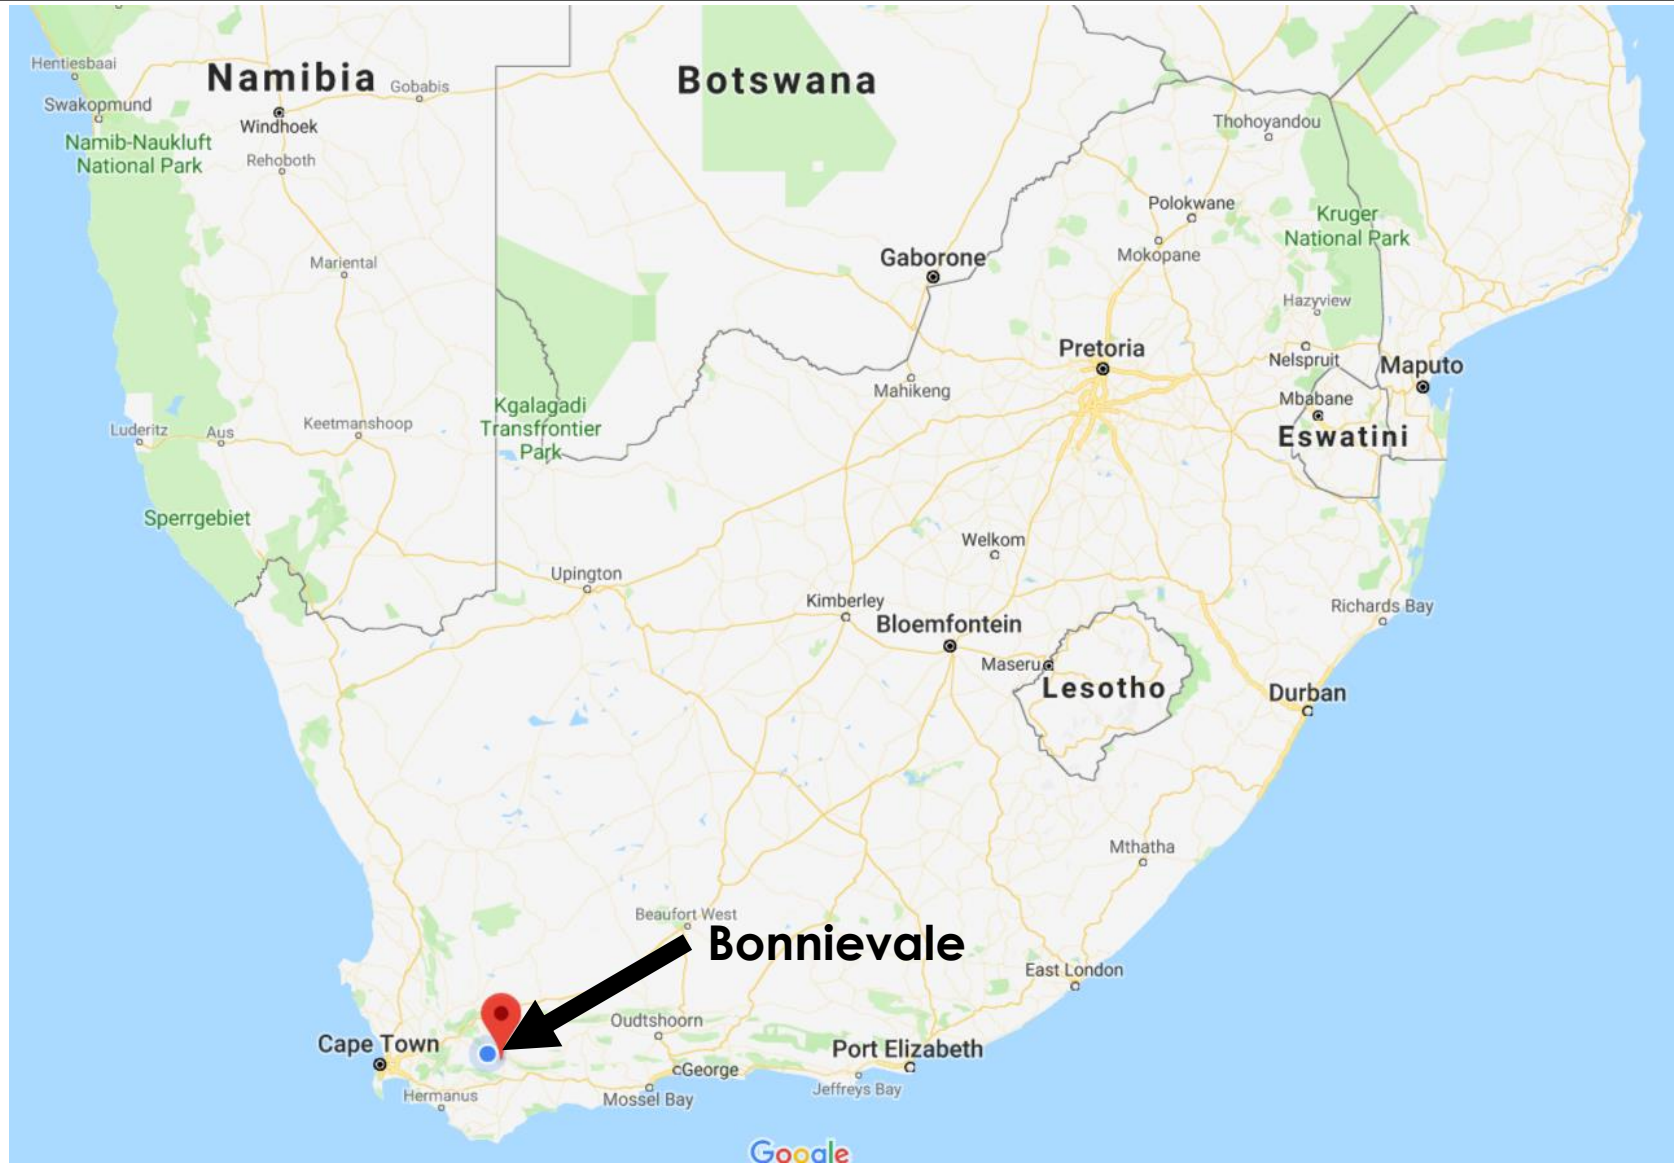 Hentiesbaai
Namibia
Gobabis
Botswana
Swakopmund
Windhoek
Namib-Naukluft
National Park
Rehoboth
Thohoyandou
Polokwane
Kruger
National Park
Mokopane
Gaborone
Mariental
Hazyview
Pretoria
Nelspruit
Maputo
Mahikeng
Mbabane
Eswatini
Kgalagadi
Transfrontier
Park
Luderitz
Aus
Keetmanshoop
Sperrgebiet
Welkom
Upington
Kimberley
Richards Bay
Bloemfontein
Maseru
Lesotho
Durban
Mthatha
Beaufort West
Bonnievale
East London
Oudtshoorn
Cape Town
Port Elizabeth
George
Hermanus
Mossel Bay
Jeffreys Bay
Google